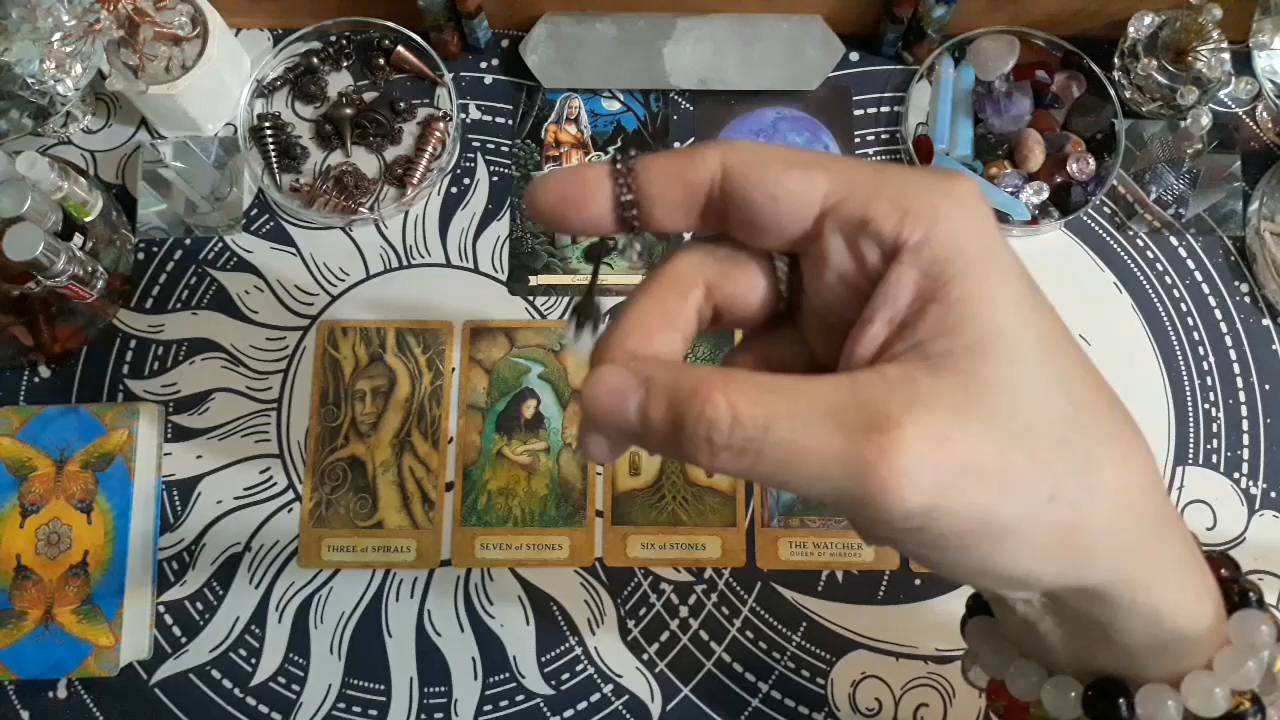 THREE of SPIRALS
SEVEN of STONES
SIX of STONES
THE WATCHER
QUEEN OF MIRRORS